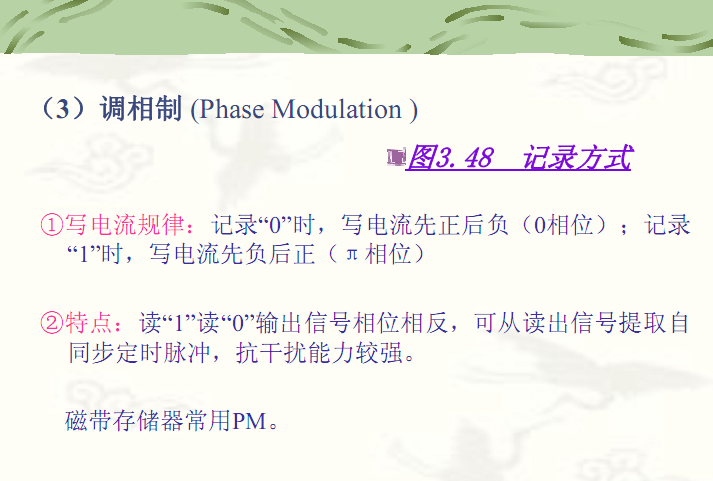 （3）调相制 (Phase Modulation )
图3.48　记录方式
①写电流规律：记录“0”时，写电流先正后负（0相位）；记录
“1”时，写电流先负后正（π相位）
②特点：读“1”读“0”输出信号相位相反，可从读出信号提取自
同步定时脉冲，抗干扰能力较强。
磁带存储器常用PM。